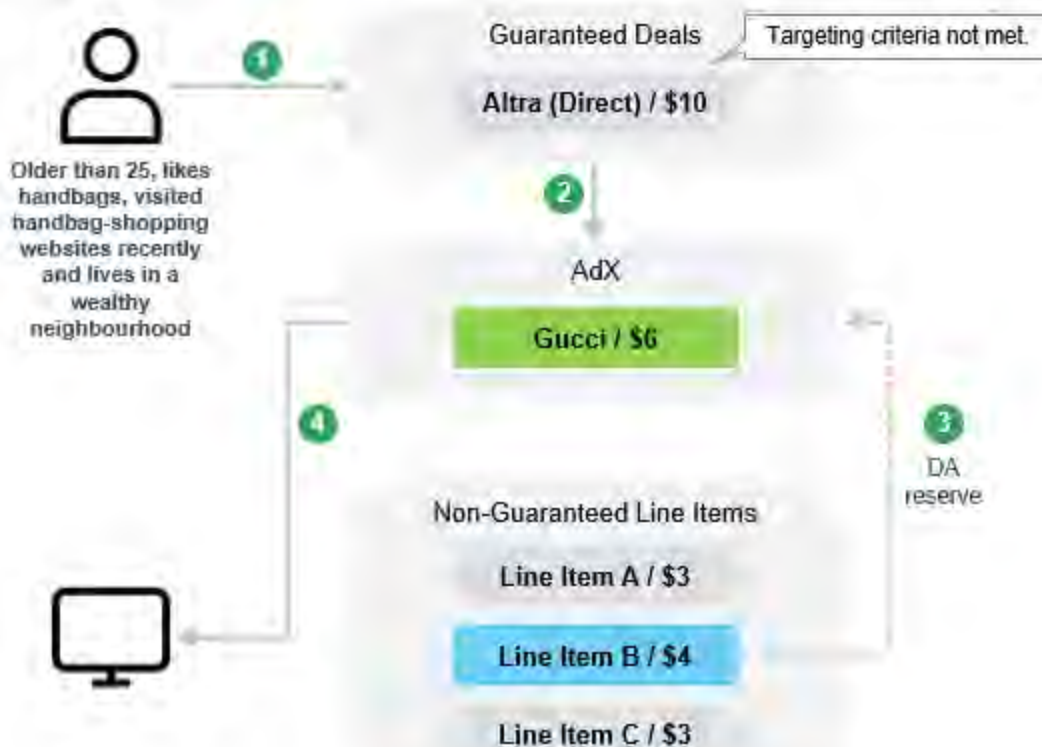 Guaranteed Deals
Targeting criteria not met.
1
Altra (Direct) / $10
Older than 25, likes
handbags, visited
handbag-shopping
websites recently
and lives in a
wealthy
neighbourhood
2
AdX
Gucci / $6
4
3
DA
reserve
Non-Guaranteed Line Items
Line Item A / $3
Line Item B / $4
Line Item C / $3